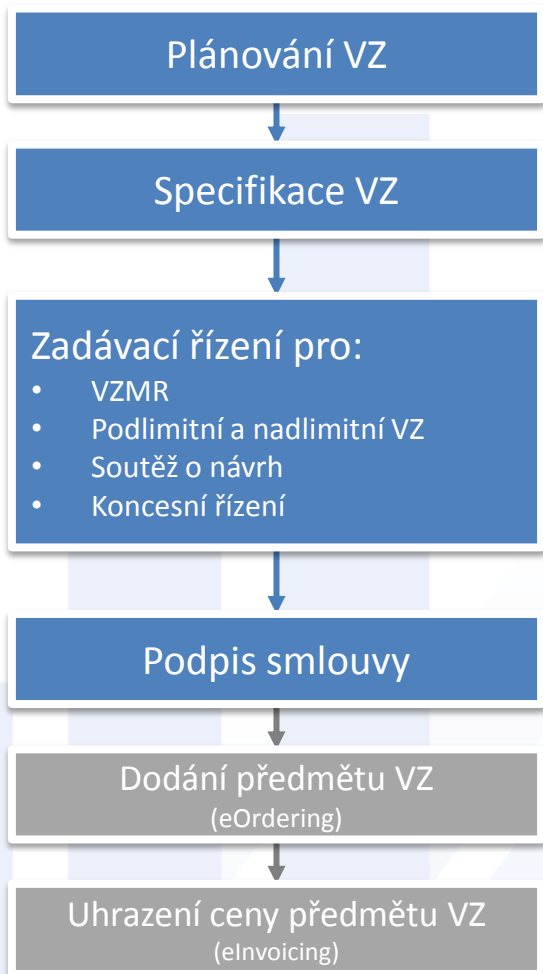 Plánování VZ
Specifikace VZ
Zadávací řízení pro:
• VZMR
• Podlimitní a nadlimitní VZ
• Soutěž o návrh
• Koncesní řízení
Podpis smlouvy
Dodání předmětu VZ
(eOrdering)
Uhrazení ceny předmětu VZ
(eInvoicing)